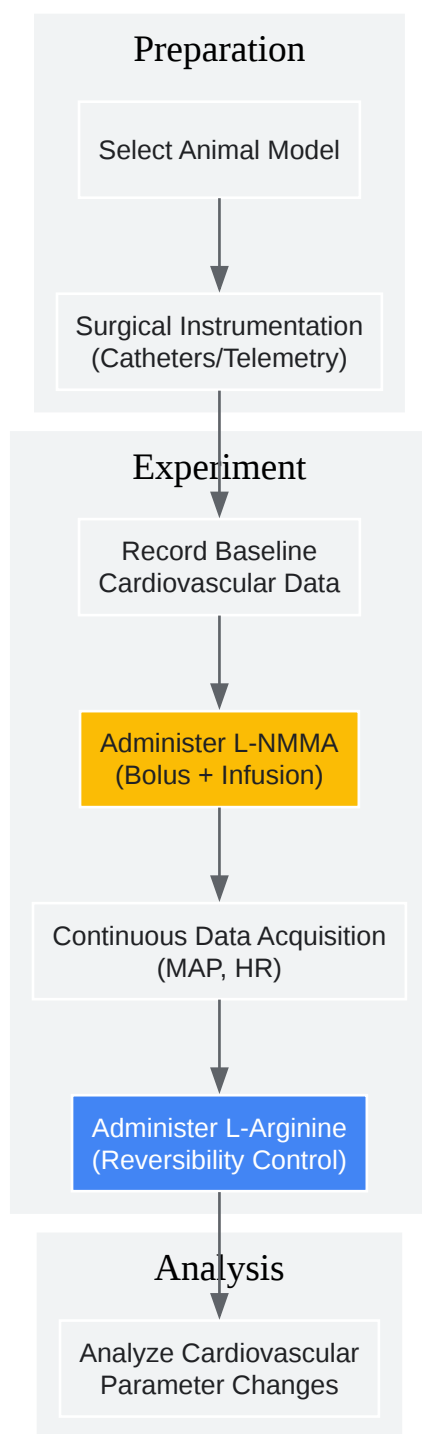 Preparation
Select Animal Model
Surgical Instrumentation
(Catheters/Telemetry)
Experiment
Record Baseline
Cardiovascular Data
Administer L-NMMA
(Bolus + Infusion)
Continuous Data Acquisition
(MAP, HR)
Administer L-Arginine
(Reversibility Control)
Analysis
Analyze Cardiovascular
Parameter Changes